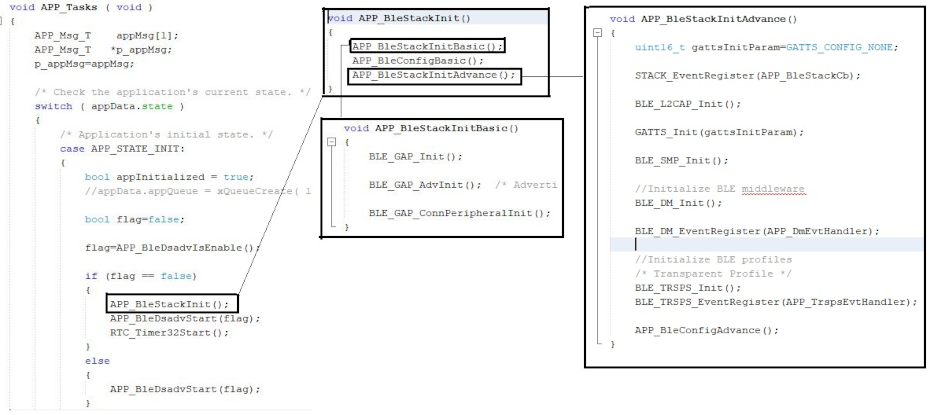 void APP_Tasks ( void )
{
APP_Msg_T    appMsg[1];
APP_Msg_T   *p_appMsg;
p_appMsg=appMsg;
/* Check the application's current state. */
switch ( appData.state )
{
/* Application's initial state. */
case APP_STATE_INIT:
{
bool appInitialized = true;
//appData.appQueue = xQueueCreate( 1
bool flag=false;
flag=APP_BleDsadvIsEnable();
if (flag == false)
{
APP_BleStackInit();
APP_BleDsadvStart(flag);
RTC_Timer32Start();
}
else
{
APP_BleDsadvStart(flag);
}
void APP_BleStackInit()
{
APP_BleStackInitBasic();
APP_BleConfigBasic();
APP_BleStackInitAdvance();
}
void APP_BleStackInitBasic()
{
BLE_GAP_Init();
BLE_GAP_AdvInit();  /* Adverti
BLE_GAP_ConnPeripheralInit();
}
void APP_BleStackInitAdvance()
{
uint16_t gattsInitParam=GATTS_CONFIG_NONE;
STACK_EventRegister(APP_BleStackCb);
BLE_L2CAP_Init();
GATTS_Init(gattsInitParam);
BLE_SMP_Init();
//Initialize BLE middleware
BLE_DM_Init();
BLE_DM_EventRegister(APP_DmEvtHandler);
//Initialize BLE profiles
/* Transparent Profile */
BLE_TRSPS_Init();
BLE_TRSPS_EventRegister(APP_TrspsEvtHandler);
APP_BleConfigAdvance();
}